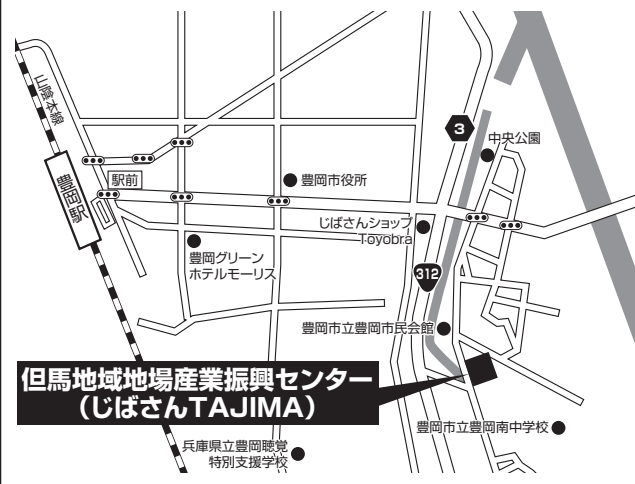 山陰本線
3
中央公園
豊岡駅
駅前
豊岡市役所
じばさんショップ
Toyobra
豊岡グリーン
ホテルモーリス
312
豊岡市立豊岡市民会館
但馬地域地場産業振興センター
（じばさんTAJIMA）
豊岡市立豊岡南中学校
兵庫県立豊岡聴覚
特別支援学校